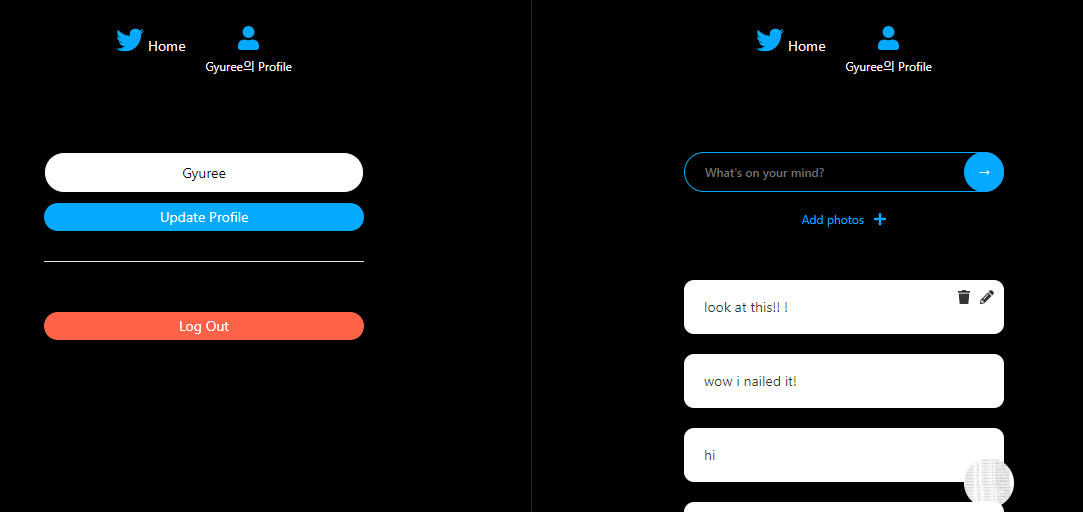 Home
Gyuree의 Profile
Gyuree
Update Profile
Log Out
Home
Gyuree의 Profile
What's on your mind?
→
Add photos +
look at this!! !
wow i nailed it!
hi